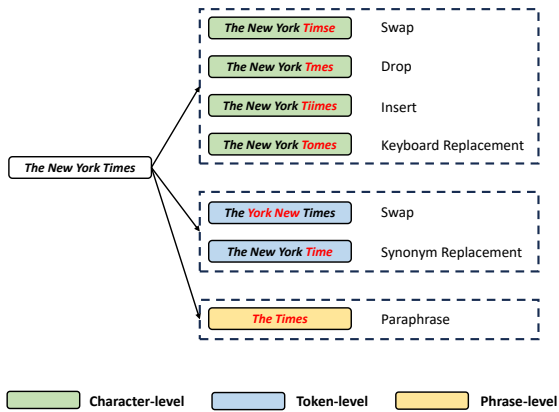 The New York Timse Swap
The New York Tmes Drop
The New York Tiimes Insert
The New York Tomes Keyboard Replacement
The New York Times
The York New Times Swap
The New York Time Synonym Replacement
The Times Paraphrase
Character-level Token-level Phrase-level